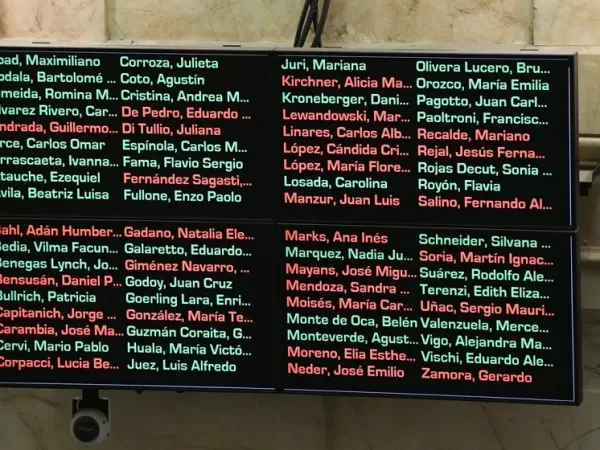 bad, Maximiliano
bdala, Bartolomé ...
lmeida, Romina M...
lvarez Rivero, Car...
ndrada, Guillermo...
rce, Carlos Omar
rrascaeta, Ivanna...
tauche, Ezequiel
vila, Beatriz Luisa
Corroza, Julieta
Coto, Agustín
Cristina, Andrea M...
De Pedro, Eduardo ...
Di Tullio, Juliana
Espínola, Carlos M...
Fama, Flavio Sergio
Fernández Sagasti,...
Fullone, Enzo Paolo
Juri, Mariana
Kirchner, Alicia Ma...
Kroneberger, Dani...
Lewandowski, Mar...
Linares, Carlos Alb...
López, Cándida Cri...
López, María Flore...
Losada, Carolina
Manzur, Juan Luis
Olivera Lucero, Bru...
Orozco, María Emilia
Pagotto, Juan Carl...
Paoltroni, Francisc...
Recalde, Mariano
Rejal, Jesús Ferna...
Rojas Decut, Sonia ...
Royón, Flavia
Salino, Fernando Al...
Bahl, Adán Humber...
Bedia, Vilma Facun...
Benegas Lynch, Jo...
Bensusán, Daniel P...
Bullrich, Patricia
Capitanich, Jorge ...
Carambia, José Ma...
Cervi, Mario Pablo
Corpacci, Lucia Be...
Gadano, Natalia Ele...
Galaretto, Eduardo...
Giménez Navarro, ...
Godoy, Juan Cruz
Goerling Lara, Enri...
González, María Te...
Guzmán Coraita, G...
Huala, María Victó...
Juez, Luis Alfredo
Marks, Ana Inés
Marquez, Nadia Ju...
Mayans, José Migu...
Mendoza, Sandra ...
Moisés, María Car...
Monte de Oca, Belén
Monteverde, Agust...
Moreno, Elia Esthe...
Neder, José Emilio
Schneider, Silvana ...
Soria, Martín Ignac...
Suárez, Rodolfo Ale...
Terenzi, Edith Eliza...
Uñac, Sergio Mauri...
Valenzuela, Merce...
Vigo, Alejandra Ma...
Vischi, Eduardo Ale...
Zamora, Gerardo